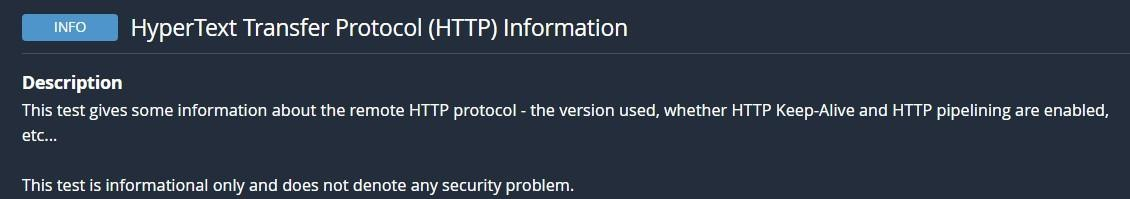 INFO HyperText Transfer Protocol (HTTP) Information
Description
This test gives some information about the remote HTTP protocol - the version used, whether HTTP Keep-Alive and HTTP pipelining are enabled,
etc...
This test is informational only and does not denote any security problem.